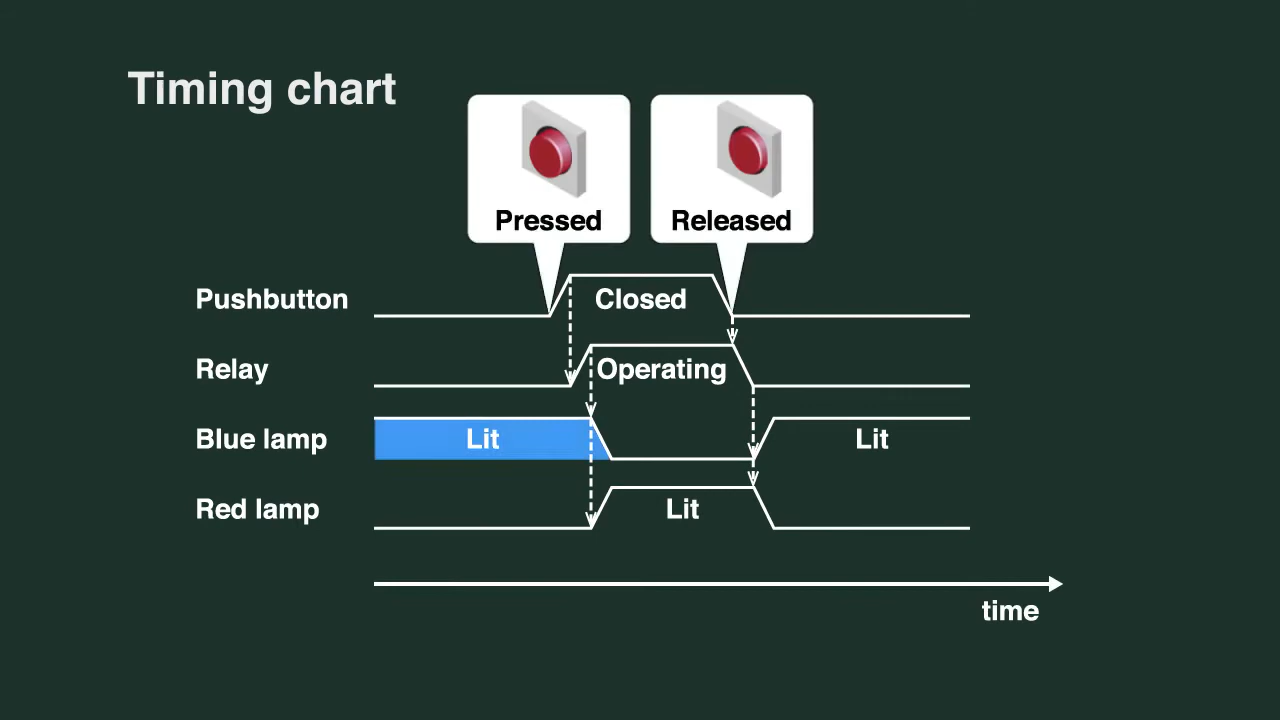 Timing chart
Pressed
Released
Pushbutton
Closed
Relay
Operating
Blue lamp
Lit
Lit
Red lamp
Lit
time